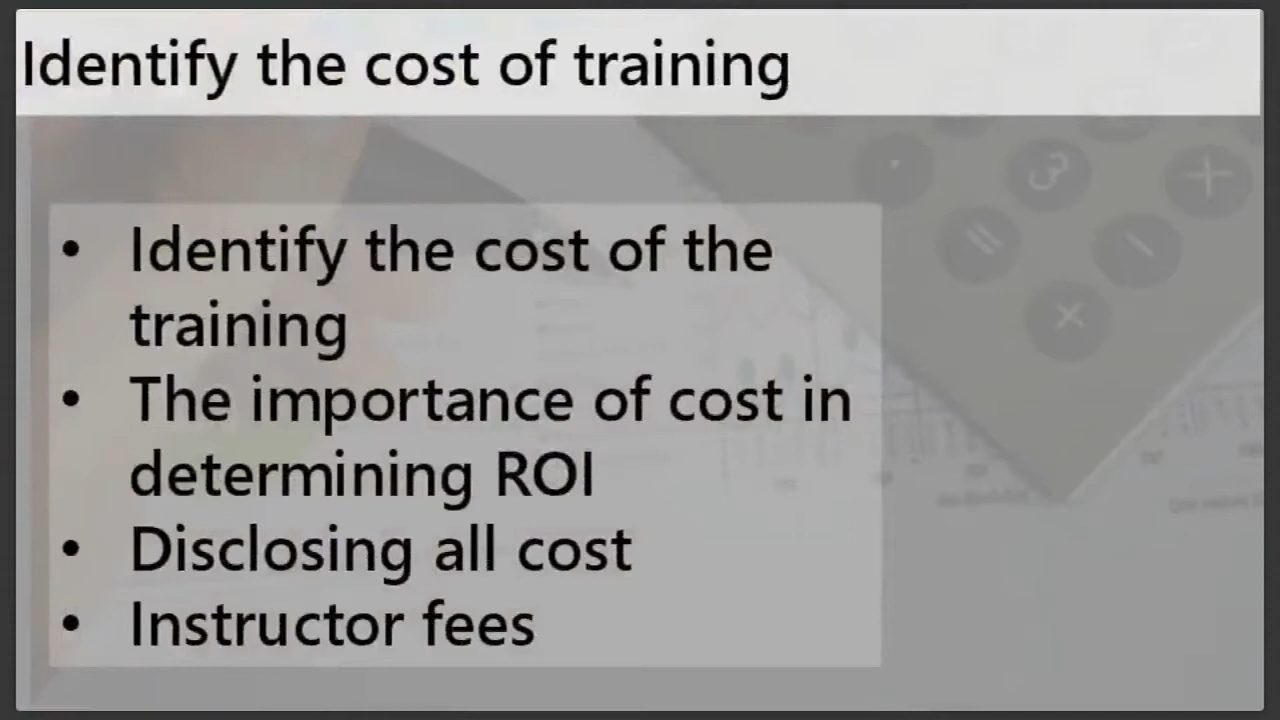 Identify the cost of training
• Identify the cost of the
training
• The importance of cost in
determining ROI
• Disclosing all cost
• Instructor fees